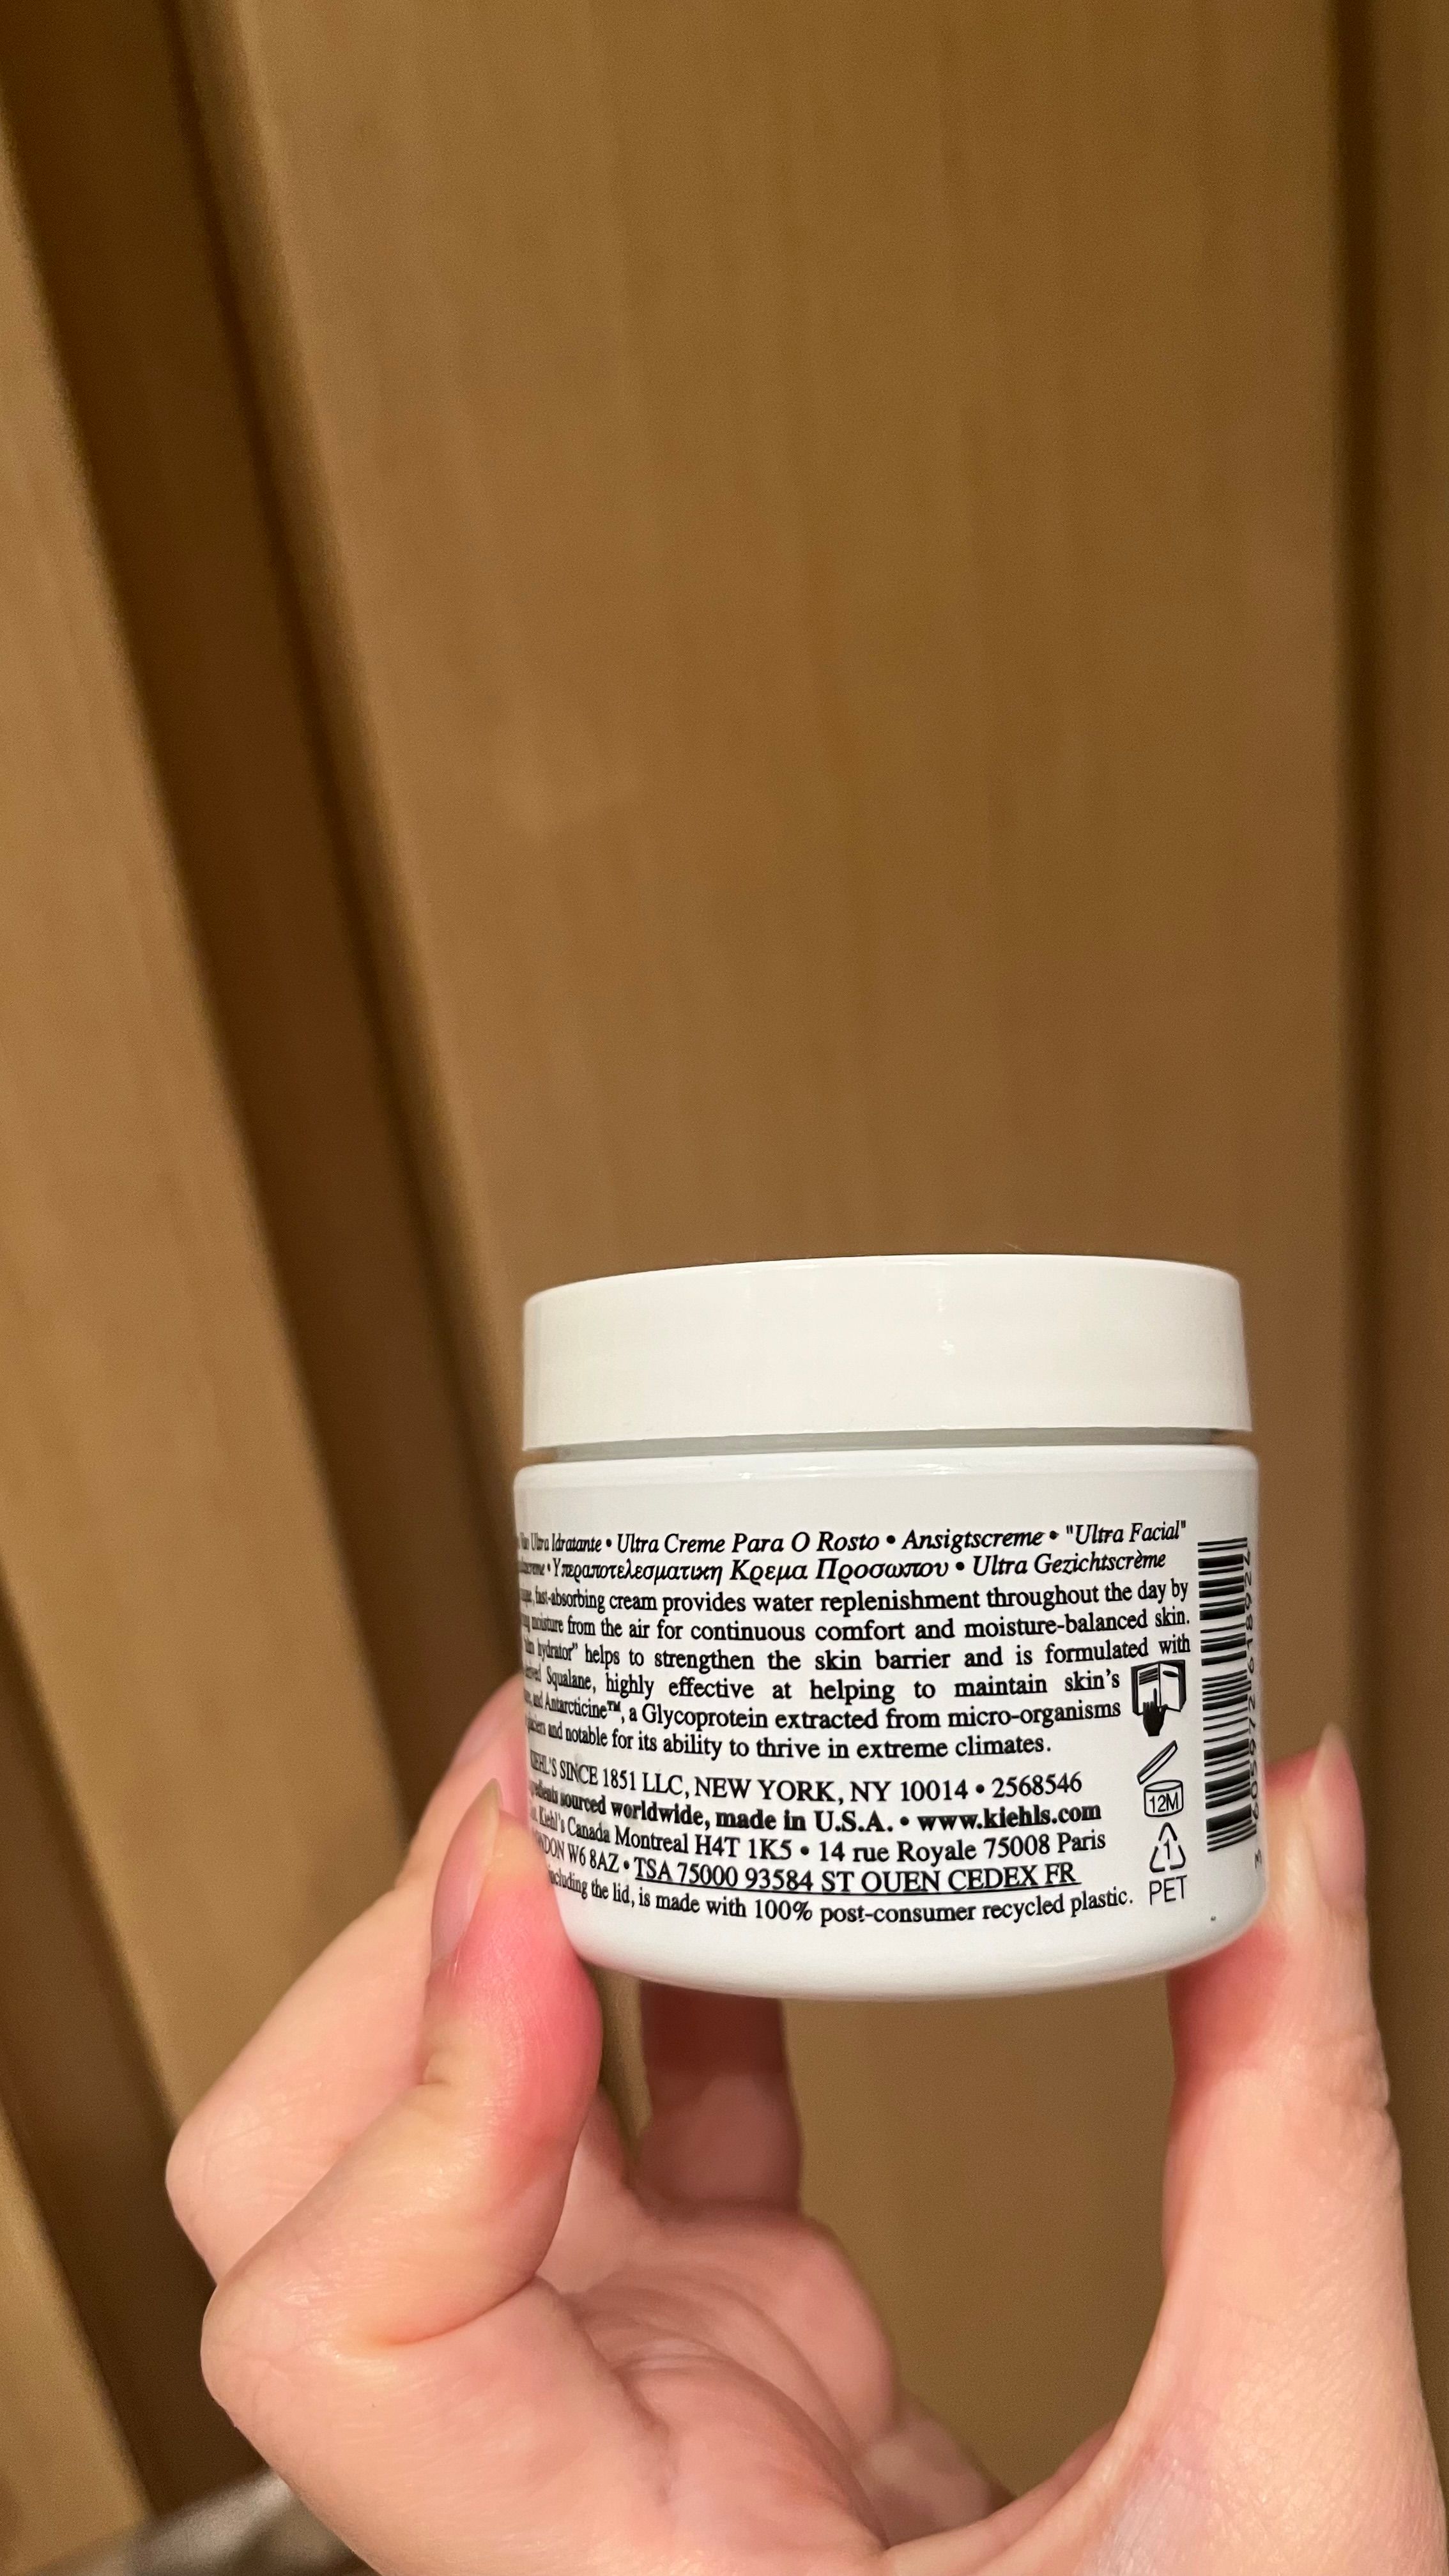 Ultra Idratante • Ultra Creme Para O Rosto • Ansigtscreme • "Ultra Facial"
• Υπεραποτελεσματικη Κρεμα Προσωπου • Ultra Gezichtscrème
fast-absorbing cream provides water replenishment throughout the day by
moisture from the air for continuous comfort and moisture-balanced skin.
hydrator" helps to strengthen the skin barrier and is formulated with
Squalane, highly effective at helping to maintain skin's
and Antarcticine™, a Glycoprotein extracted from micro-organisms
and notable for its ability to thrive in extreme climates.
KIEHL'S SINCE 1851 LLC, NEW YORK, NY 10014 • 2568546
sourced worldwide, made in U.S.A. • www.kiehls.com
Kiehl's Canada Montreal H4T 1K5 • 14 rue Royale 75008 Paris
W6 8AZ • TSA 75000 93584 ST OUEN CEDEX FR
the lid, is made with 100% post-consumer recycled plastic.
12M
1
PET